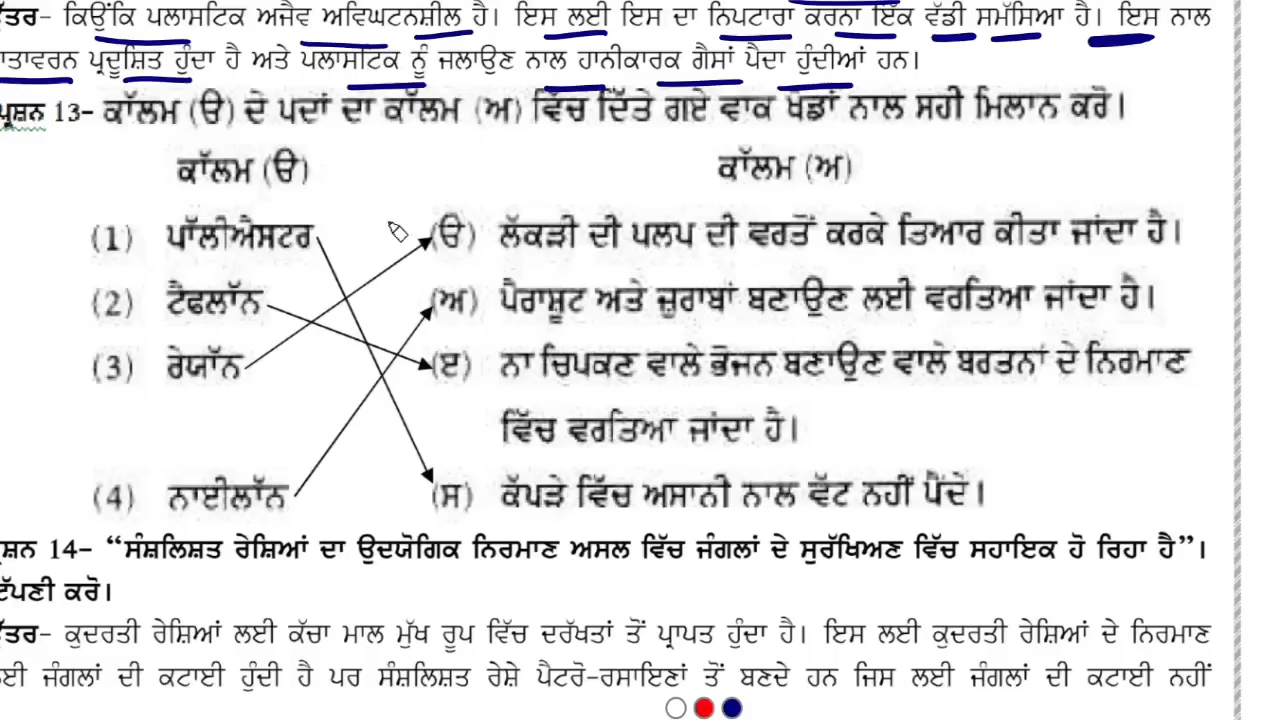 ਤਰ- ਕਿਉਂਕਿ ਪਲਾਸਟਿਕ ਅਜੈਵ ਅਵਿਘਟਨਸ਼ੀਲ ਹੈ। ਇਸ ਲਈ ਇਸ ਦਾ ਨਿਪਟਾਰਾ ਕਰਨਾ ਇੱਕ ਵੱਡੀ ਸਮੱਸਿਆ ਹੈ। ਇਸ ਨਾਲ
ਾਤਾਵਰਨ ਪ੍ਰਦੂਸ਼ਿਤ ਹੁੰਦਾ ਹੈ ਅਤੇ ਪਲਾਸਟਿਕ ਨੂੰ ਜਲਾਉਣ ਨਾਲ ਹਾਨੀਕਾਰਕ ਗੈਸਾਂ ਪੈਦਾ ਹੁੰਦੀਆਂ ਹਨ।
ਪ੍ਰਸ਼ਨ 13- ਕਾੱਲਮ (ੳ) ਦੇ ਪਦਾਂ ਦਾ ਕਾੱਲਮ (ਅ) ਵਿੱਚ ਦਿੱਤੇ ਗਏ ਵਾਕ ਖੰਡਾਂ ਨਾਲ ਸਹੀ ਮਿਲਾਨ ਕਰੋ।
ਕਾੱਲਮ (ੳ) ਕਾੱਲਮ (ਅ)
(1) ਪਾੱਲੀਐਸਟਰ (ੳ) ਲੱਕੜੀ ਦੀ ਪਲਪ ਦੀ ਵਰਤੋਂ ਕਰਕੇ ਤਿਆਰ ਕੀਤਾ ਜਾਂਦਾ ਹੈ।
(2) ਟੈਫਲਾੱਨ (ਅ) ਪੈਰਾਸ਼ੂਟ ਅਤੇ ਜ਼ੁਰਾਬਾਂ ਬਣਾਉਣ ਲਈ ਵਰਤਿਆ ਜਾਂਦਾ ਹੈ।
(3) ਰੇਯਾੱਨ (ੲ) ਨਾ ਚਿਪਕਣ ਵਾਲੇ ਭੋਜਨ ਬਣਾਉਣ ਵਾਲੇ ਬਰਤਨਾਂ ਦੇ ਨਿਰਮਾਣ
ਵਿੱਚ ਵਰਤਿਆ ਜਾਂਦਾ ਹੈ।
(4) ਨਾਈਲਾੱਨ (ਸ) ਕੱਪੜੇ ਵਿੱਚ ਅਸਾਨੀ ਨਾਲ ਵੱਟ ਨਹੀਂ ਪੈਂਦੇ।
ਸ਼ਨ 14- “ਸੰਸ਼ਲਿਸ਼ਤ ਰੇਸ਼ਿਆਂ ਦਾ ਉਦਯੋਗਿਕ ਨਿਰਮਾਣ ਅਸਲ ਵਿੱਚ ਜੰਗਲਾਂ ਦੇ ਸੁਰੱਖਿਅਣ ਵਿੱਚ ਸਹਾਇਕ ਹੋ ਰਿਹਾ ਹੈ”।
ਟੱਪਣੀ ਕਰੋ।
ੱਤਰ- ਕੁਦਰਤੀ ਰੇਸ਼ਿਆਂ ਲਈ ਕੱਚਾ ਮਾਲ ਮੁੱਖ ਰੂਪ ਵਿੱਚ ਦਰੱਖਤਾਂ ਤੋਂ ਪ੍ਰਾਪਤ ਹੁੰਦਾ ਹੈ। ਇਸ ਲਈ ਕੁਦਰਤੀ ਰੇਸ਼ਿਆਂ ਦੇ ਨਿਰਮਾਣ
ਈ ਜੰਗਲਾਂ ਦੀ ਕਟਾਈ ਹੁੰਦੀ ਹੈ ਪਰ ਸੰਸ਼ਲਿਸ਼ਤ ਰੇਸ਼ੇ ਪੈਟਰੋ-ਰਸਾਇਣਾਂ ਤੋਂ ਬਣਦੇ ਹਨ ਜਿਸ ਲਈ ਜੰਗਲਾਂ ਦੀ ਕਟਾਈ ਨਹੀਂ